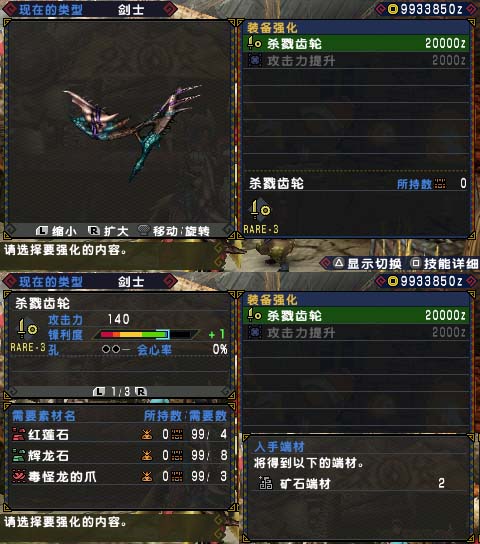 现在的类型 剑士
9933850z
装备强化
杀戮齿轮 20000z
攻击力提升 2000z
杀戮齿轮 所持数 0
RARE-3
L 缩小 R 扩大 移动/旋转
请选择要强化的内容。
△显示切换 □技能详细
现在的类型 剑士
9933850z
杀戮齿轮
攻击力 140
RARE-3 锋利度 +1
孔 ○○— 会心率 0%
L 1/3 R
装备强化
杀戮齿轮 20000z
攻击力提升 2000z
需要素材名 所持数/需要数
红莲石 0 99/ 4
辉龙石 0 99/ 8
毒怪龙的爪 0 99/ 3
入手端材
将得到以下的端材。
矿石端材 2
请选择要强化的内容。